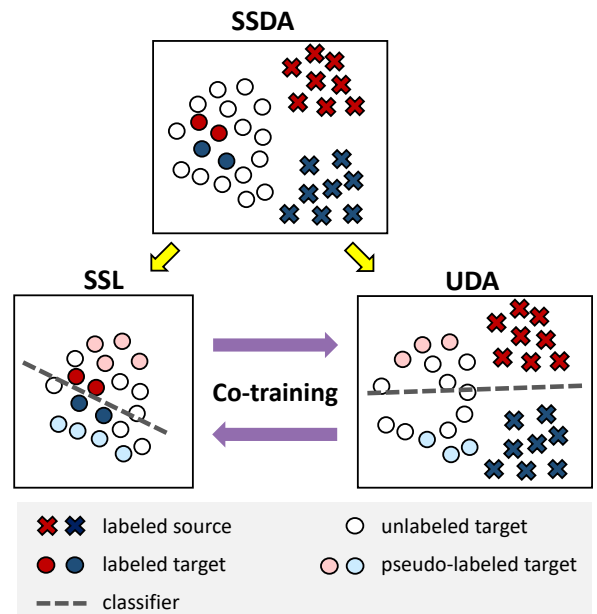 SSDA
SSL
UDA
Co-training
labeled source
unlabeled target
labeled target
pseudo-labeled target
classifier